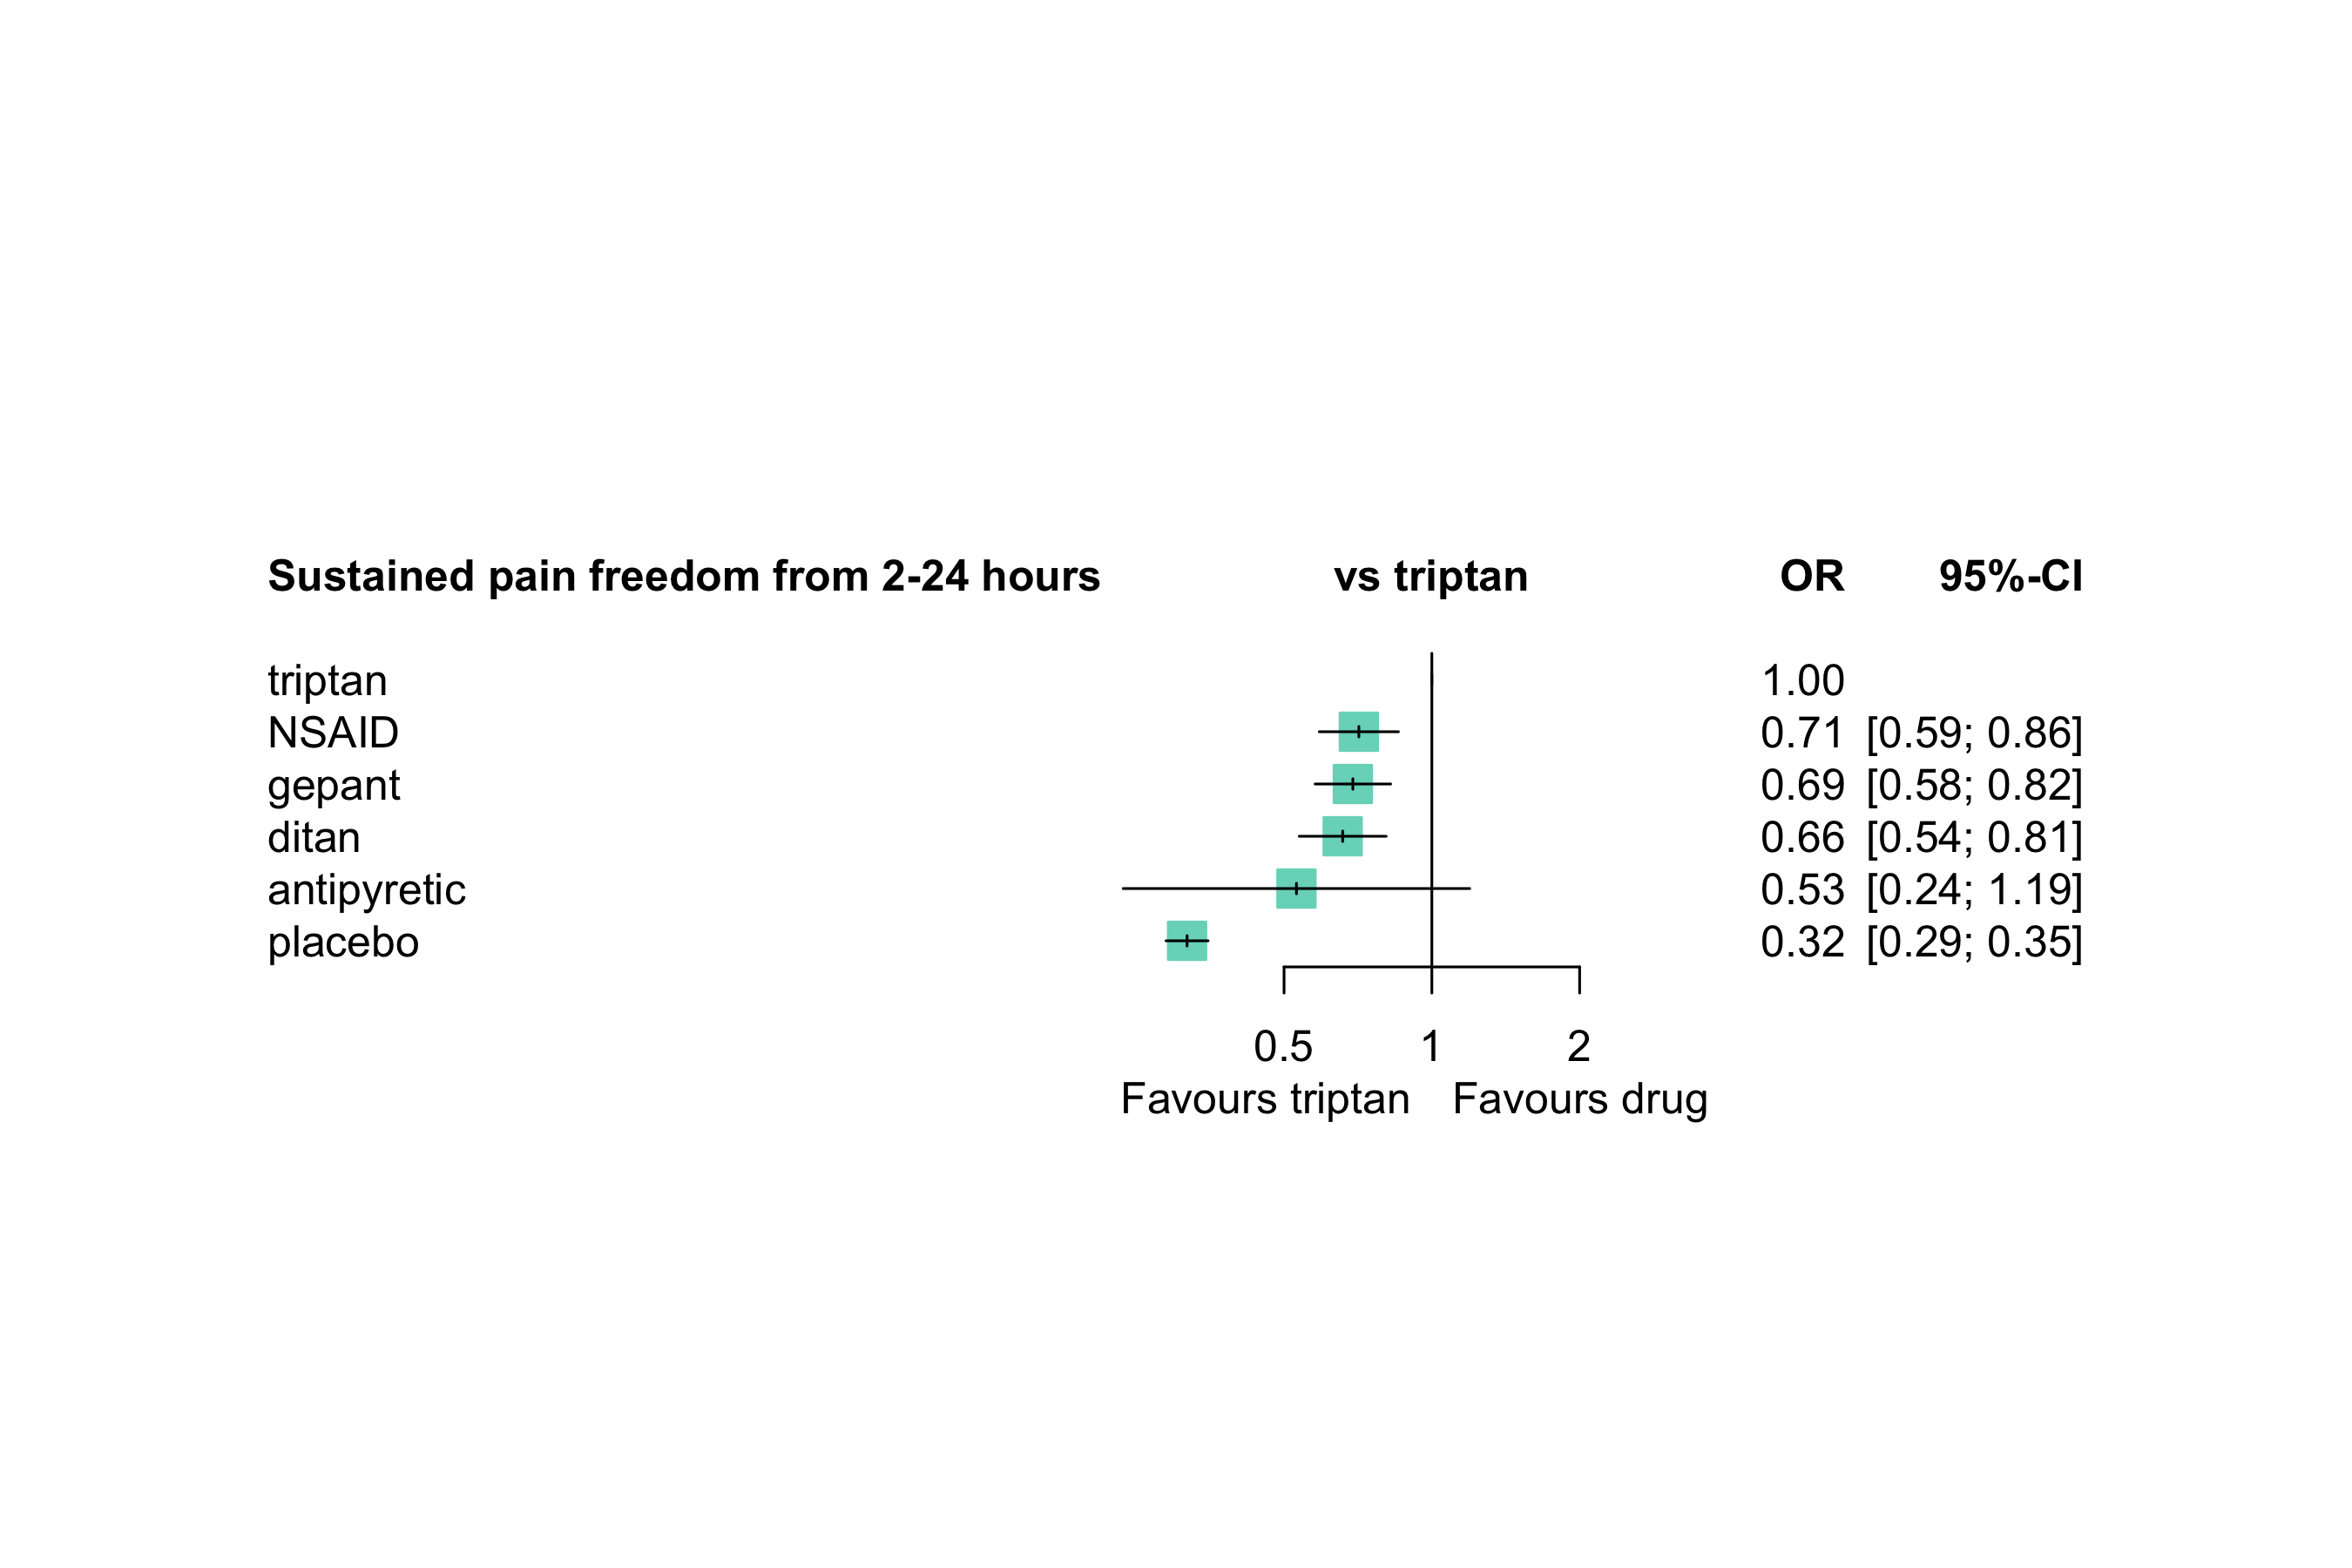 Sustained pain freedom from 2-24 hours vs triptan OR 95%-CI
triptan 1.00
NSAID 0.71 [0.59; 0.86]
gepant 0.69 [0.58; 0.82]
ditan 0.66 [0.54; 0.81]
antipyretic 0.53 [0.24; 1.19]
placebo 0.32 [0.29; 0.35]
0.5 1 2
Favours triptan Favours drug